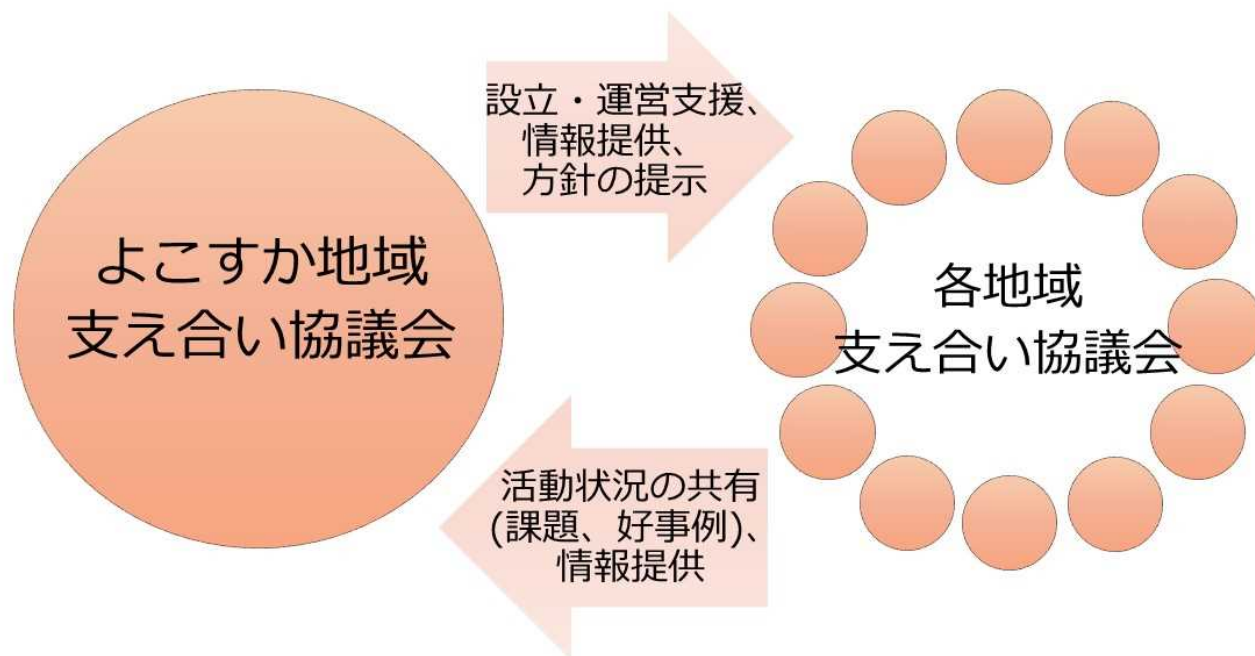 よこすか地域
支え合い協議会
設立・運営支援、
情報提供、
方針の提示
各地域
支え合い協議会
活動状況の共有
(課題、好事例)、
情報提供